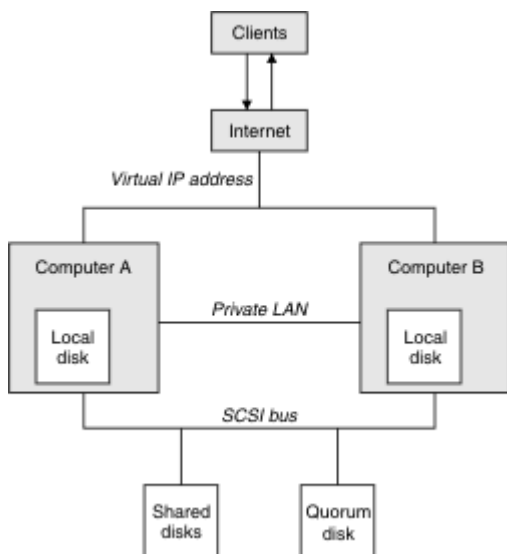 Clients
Internet
Virtual IP address
Computer A
Computer B
Private LAN
Local
disk
Local
disk
SCSI bus
Shared
disks
Quorum
disk